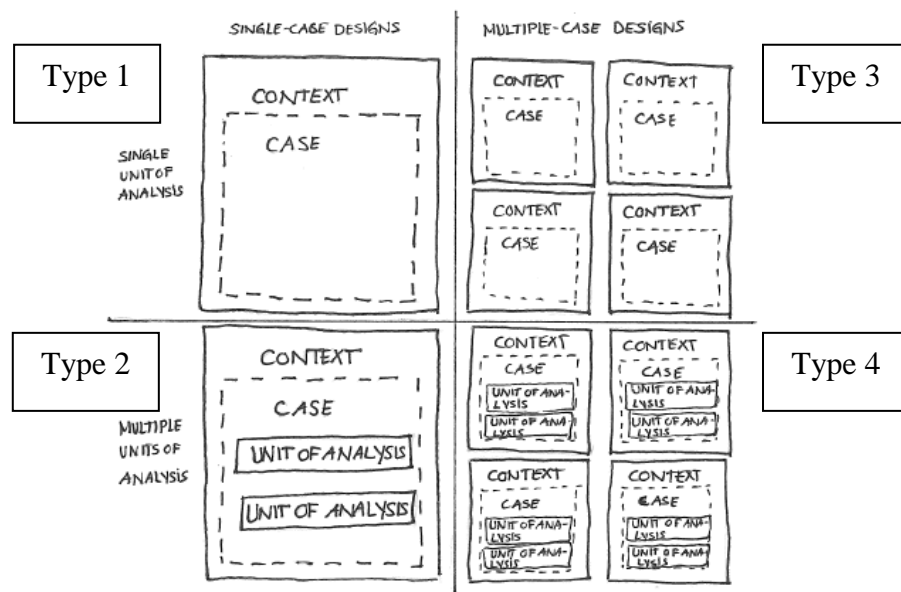 SINGLE-CASE DESIGNS
MULTIPLE-CASE DESIGNS
Type 1
SINGLE
UNIT OF
ANALYSIS
CONTEXT
CASE
CONTEXT
CASE
CONTEXT
CASE
CONTEXT
CASE
CONTEXT
CASE
Type 3
Type 2
MULTIPLE
UNITS OF
ANALYSIS
CONTEXT
CASE
UNIT OF ANALYSIS
UNIT OF ANALYSIS
CONTEXT
CASE
UNIT OF ANA-
LYSIS
UNIT OF ANA-
LYSIS
CONTEXT
CASE
UNIT OF ANA-
LYSIS
UNIT OF ANA-
LYSIS
CONTEXT
CASE
UNIT OF ANA-
LYSIS
UNIT OF ANA-
LYSIS
CONTEXT
CASE
UNIT OF ANA-
LYSIS
UNIT OF ANA-
LYSIS
Type 4